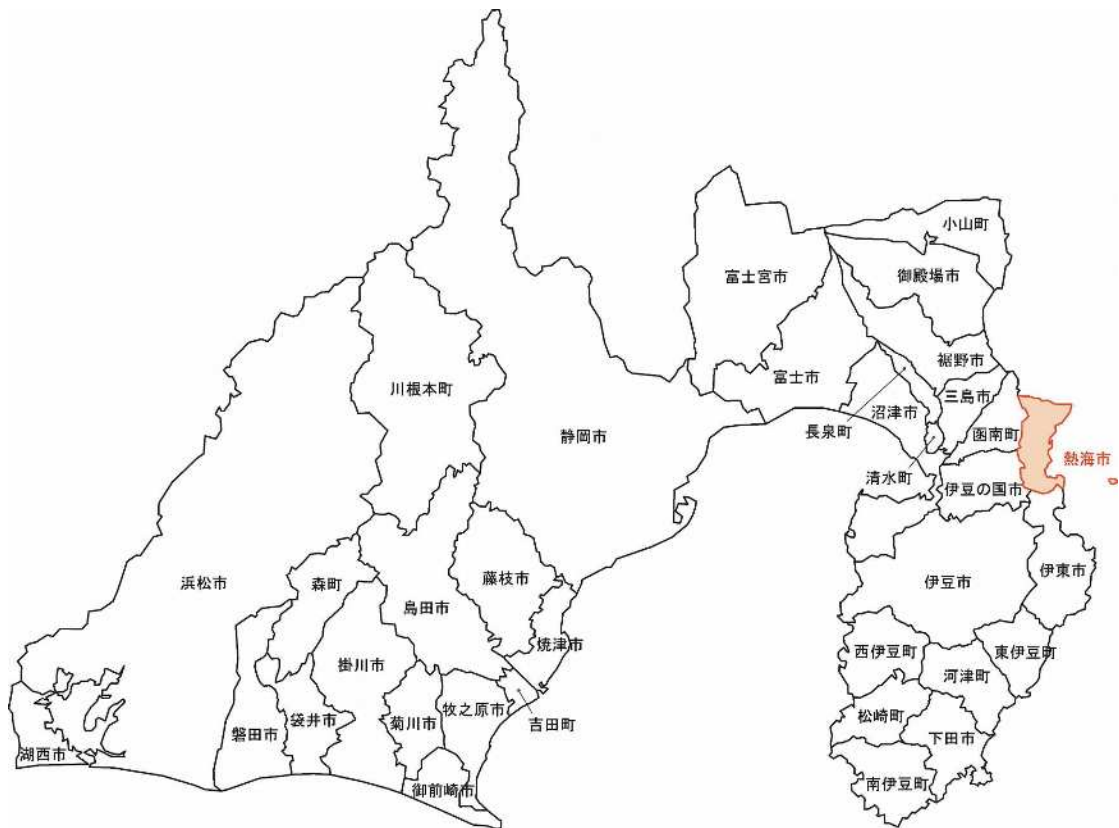 小山町
富士宮市
御殿場市
裾野市
川根本町
富士市
三島市
沼津市
静岡市
長泉町
函南町
熱海市
清水町
伊豆の国市
浜松市
森町
藤枝市
伊豆市
伊東市
島田市
焼津市
掛川市
西伊豆町
東伊豆町
河津町
牧之原市
松崎町
袋井市
菊川市
吉田町
磐田市
下田市
湖西市
御前崎市
南伊豆町